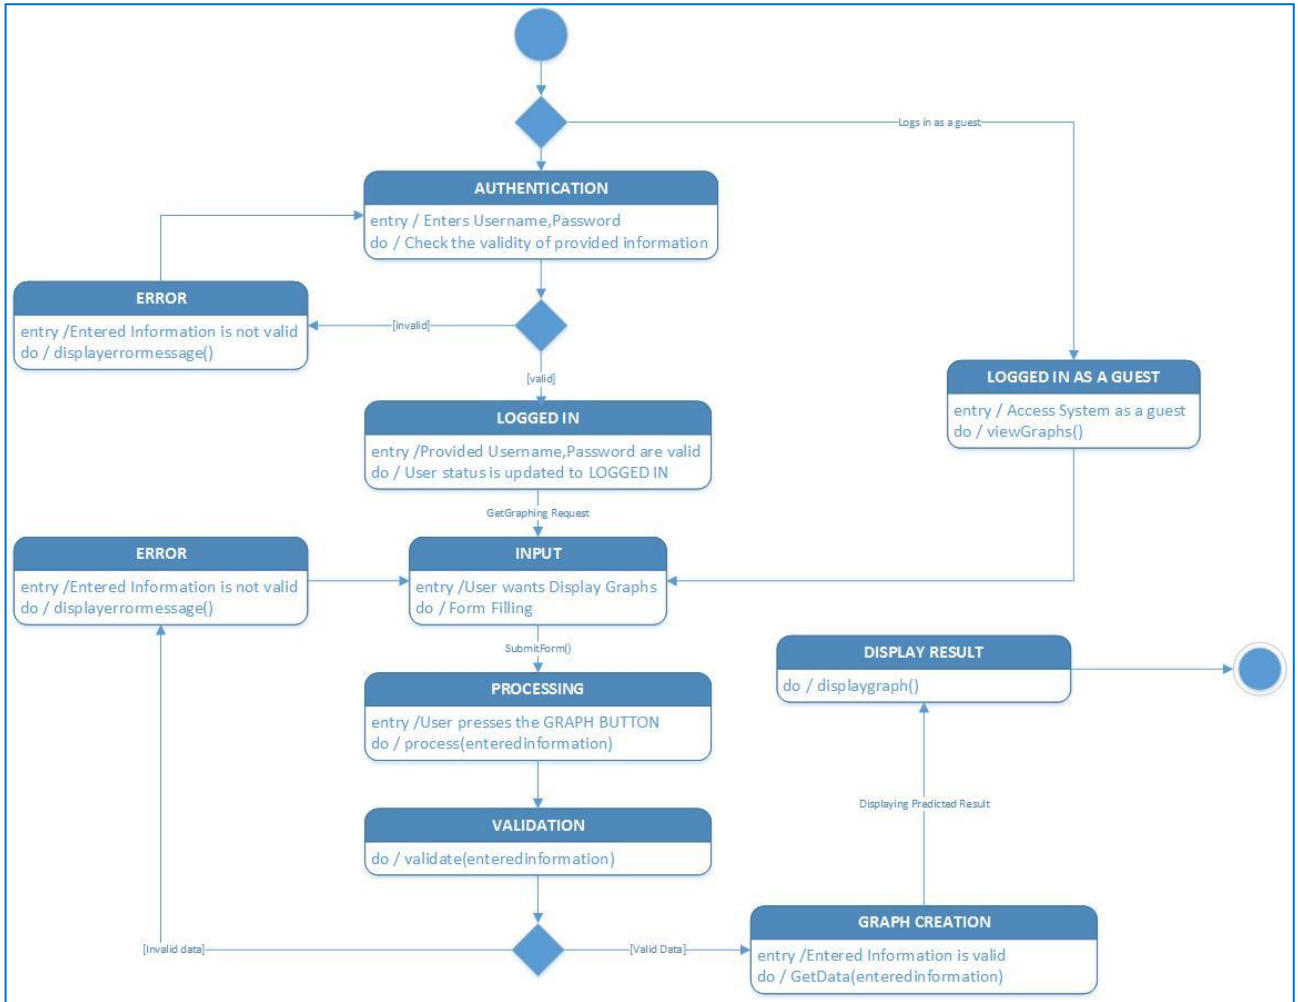 Logs in as a guest
AUTHENTICATION
entry / Enters Username,Password
do / Check the validity of provided information
ERROR
entry /Entered Information is not valid
do / displayerrormessage()
[invalid]
[valid]
LOGGED IN AS A GUEST
entry / Access System as a guest
do / viewGraphs()
LOGGED IN
entry /Provided Username,Password are valid
do / User status is updated to LOGGED IN
GetGraphing Request
ERROR
entry /Entered Information is not valid
do / displayerrormessage()
INPUT
entry /User wants Display Graphs
do / Form Filling
SubmitForm()
DISPLAY RESULT
do / displaygraph()
PROCESSING
entry /User presses the GRAPH BUTTON
do / process(enteredinformation)
Displaying Predicted Result
VALIDATION
do / validate(enteredinformation)
[Invalid data]
[Valid Data]
GRAPH CREATION
entry /Entered Information is valid
do / GetData(enteredinformation)